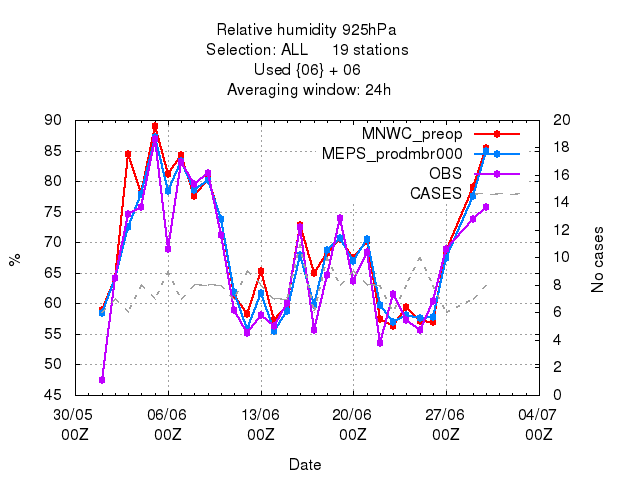 Relative humidity 925hPa
Selection: ALL 19 stations
Used {06} + 06
Averaging window: 24h
MNWC_preop
MEPS_prodmbr000
OBS
CASES
90
85
80
75
70
65
60
55
50
45
%
20
18
16
14
12
10
8
6
4
2
0
No cases
30/05 06/06 13/06 20/06 27/06 04/07
00Z 00Z 00Z 00Z 00Z 00Z
Date